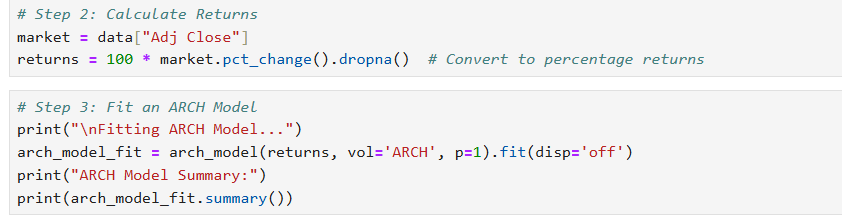 # Step 2: Calculate Returns
market = data["Adj Close"]
returns = 100 * market.pct_change().dropna()  # Convert to percentage returns
# Step 3: Fit an ARCH Model
print("\nFitting ARCH Model...")
arch_model_fit = arch_model(returns, vol='ARCH', p=1).fit(disp='off')
print("ARCH Model Summary:")
print(arch_model_fit.summary())